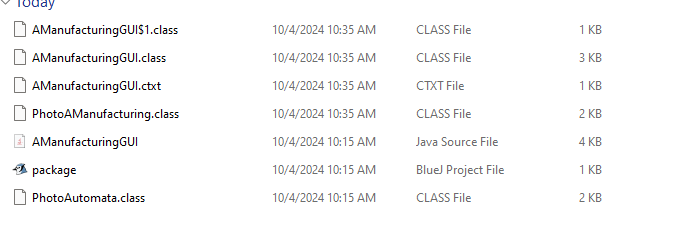 Today
AManufacturingGUI$1.class 10/4/2024 10:35 AM CLASS File 1 KB
AManufacturingGUI.class 10/4/2024 10:35 AM CLASS File 3 KB
AManufacturingGUI.ctxt 10/4/2024 10:35 AM CTXT File 1 KB
PhotoAManufacturing.class 10/4/2024 10:35 AM CLASS File 2 KB
AManufacturingGUI 10/4/2024 10:15 AM Java Source File 4 KB
package 10/4/2024 10:15 AM BlueJ Project File 1 KB
PhotoAutomata.class 10/4/2024 10:15 AM CLASS File 2 KB